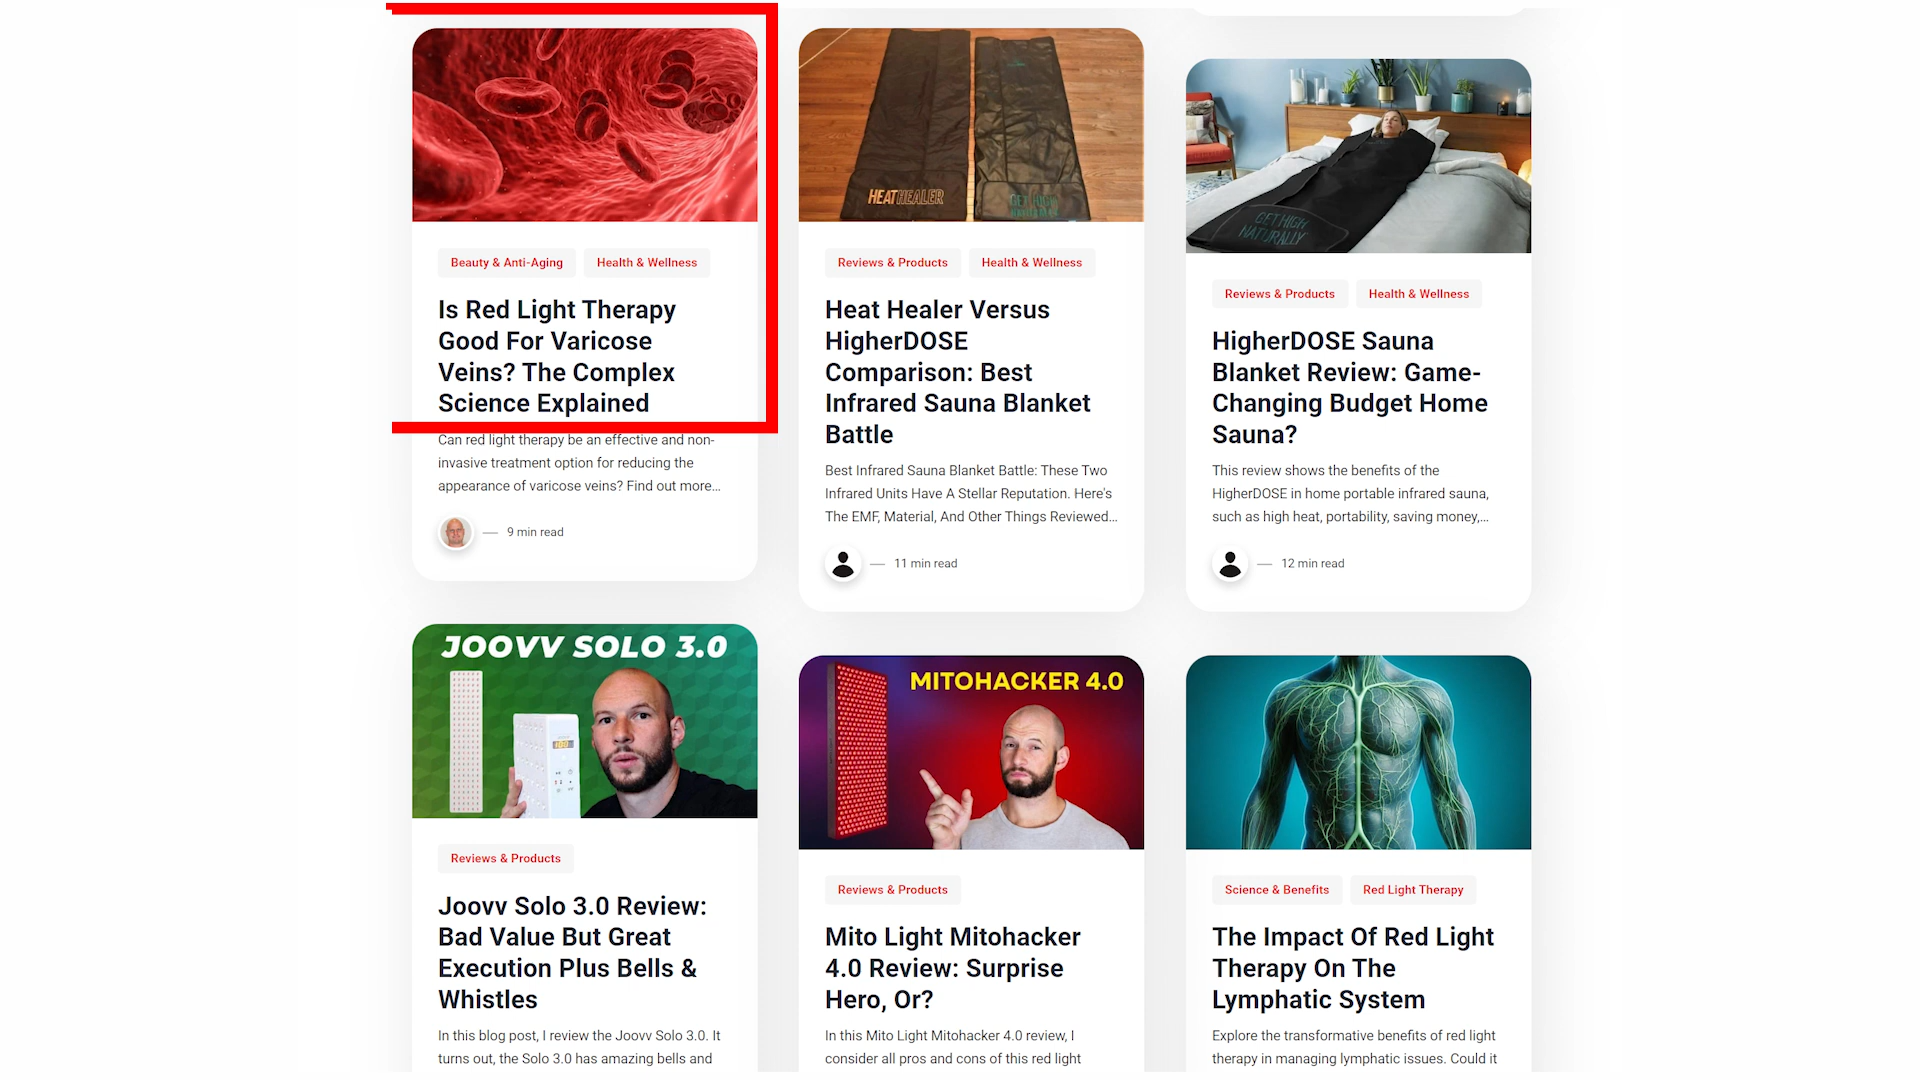 Beauty & Anti-Aging
Health & Wellness
Is Red Light Therapy
Good For Varicose
Veins? The Complex
Science Explained
Can red light therapy be an effective and non-
invasive treatment option for reducing the
appearance of varicose veins? Find out more...
9 min read
HEATHEALER
GET HIGH
NATURALLY
Reviews & Products
Health & Wellness
Heat Healer Versus
HigherDOSE
Comparison: Best
Infrared Sauna Blanket
Battle
Best Infrared Sauna Blanket Battle: These Two
Infrared Units Have A Stellar Reputation. Here's
The EMF, Material, And Other Things Reviewed...
11 min read
GET HIGH
NATURALLY
Reviews & Products
Health & Wellness
HigherDOSE Sauna
Blanket Review: Game-
Changing Budget Home
Sauna?
This review shows the benefits of the
HigherDOSE in home portable infrared sauna,
such as high heat, portability, saving money,...
12 min read
JOOVV SOLO 3.0
Reviews & Products
Joovv Solo 3.0 Review:
Bad Value But Great
Execution Plus Bells &
Whistles
In this blog post, I review the Joovv Solo 3.0. It
turns out, the Solo 3.0 has amazing bells and
MITOHACKER 4.0
Reviews & Products
Mito Light Mitohacker
4.0 Review: Surprise
Hero, Or?
In this Mito Light Mitohacker 4.0 review, I
consider all pros and cons of this red light
Science & Benefits
Red Light Therapy
The Impact Of Red Light
Therapy On The
Lymphatic System
Explore the transformative benefits of red light
therapy in managing lymphatic issues. Could it